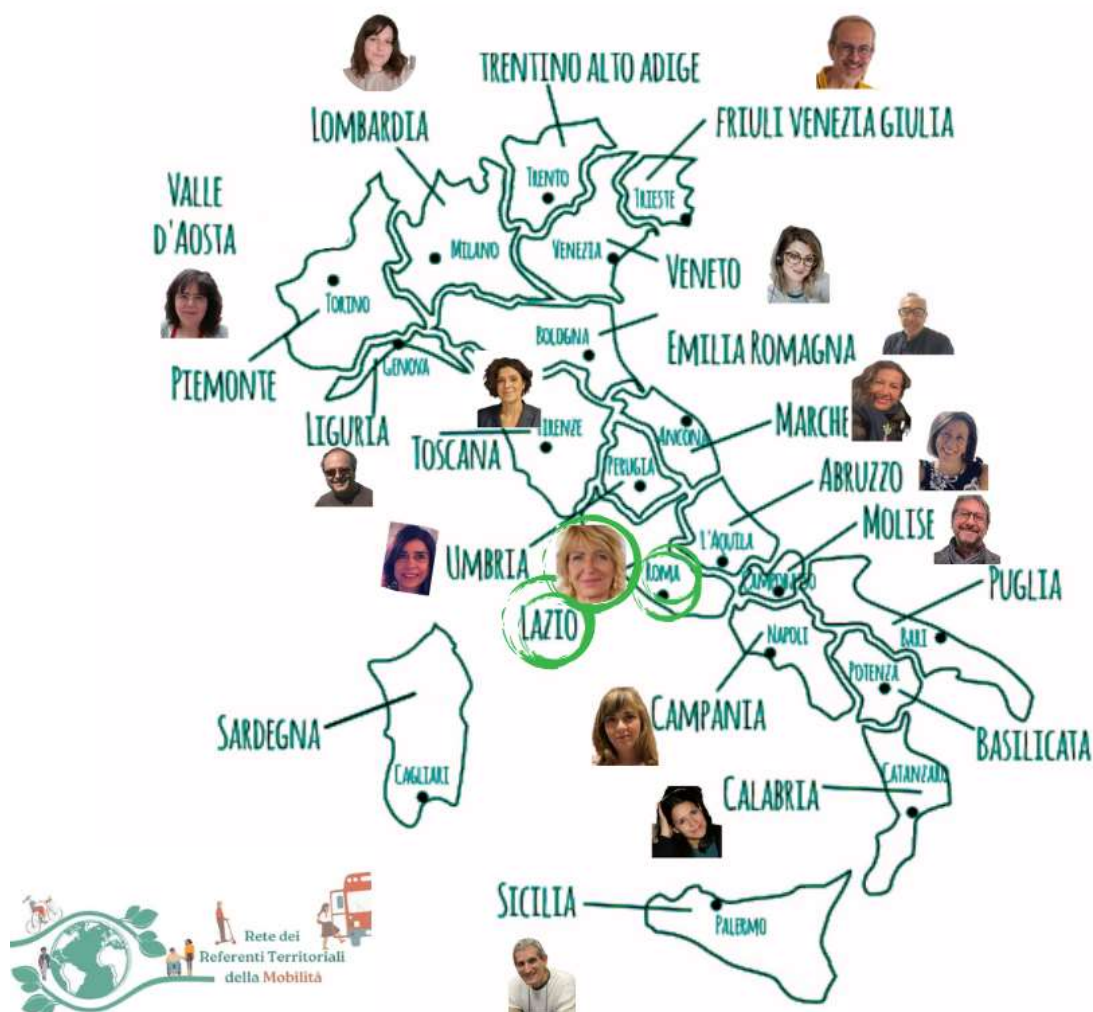 TRENTINO ALTO ADIGE
LOMBARDIA
FRIULI VENEZIA GIULIA
TRENTO
TRIESTE
VALLE
D'AOSTA
MILANO
VENEZIA
VENETO
TORINO
BOLOGNA
EMILIA ROMAGNA
GENOVA
PIEMONTE
LIGURIA
TOSCANA
IRENZE
ANCONA
MARCHE
PERUGIA
ABRUZZO
MOLISE
L'AQUILA
UMBRIA
ROMA
PUGLIA
LAZIO
NAPOLI
BARI
POTENZA
CAMPANIA
SARDEGNA
BASILICATA
CAGLIARI
CATANZARO
CALABRIA
SICILIA
PALERMO
Rete dei
Referenti Territoriali
della Mobilità